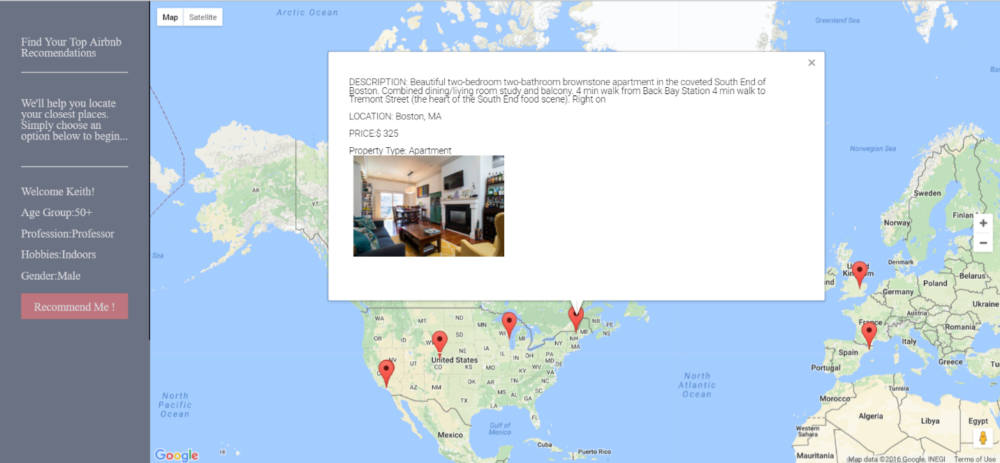 Find Your Top Airbnb
Recomendations
We'll help you locate
your closest places.
Simply choose an
option below to begin...
Welcome Keith!
Age Group:50+
Profession:Professor
Hobbies:Indoors
Gender:Male
Recommend Me !
Map
Satellite
Arctic Ocean
Greenland Sea
DESCRIPTION: Beautiful two-bedroom two-bathroom brownstone apartment in the coveted South End of
Boston. Combined dining/living room study and balcony. 4 min walk from Back Bay Station 4 min walk to
Tremont Street (the heart of the South End food scene). Right on
LOCATION: Boston, MA
PRICE:$ 325
Property Type: Apartment
Norwegian Sea
AK
YT
Sea
Sweden
Finlan
Norway
Denmark
Belarus
Poland
Germany
Ukraine
Austria
France
Romania
Italy
Spain
Portugal
Greece
Tu
Tunisia
Morocco
Algeria
Libya
Egypt
Western
Sahara
Mauritania
WA
MT
ND
MN
OR
ID
SD
WI
MI
NB
PE
NS
ME
NH
NY
MA
NE
IA
IL
IN
OH
PA
MD
DE
NV
UT
United States
CO
KS
MO
KY
WV
VA
AZ
NM
OK
AR
TN
NC
SC
TX
LA
MS
AL
GA
FL
North
Pacific
Ocean
North
Atlantic
Ocean
Gulf of
Mexico
Mexico
Cuba
Puerto Rico
HI
Google
Map data ©2016 Google, INEGI
Terms of Use